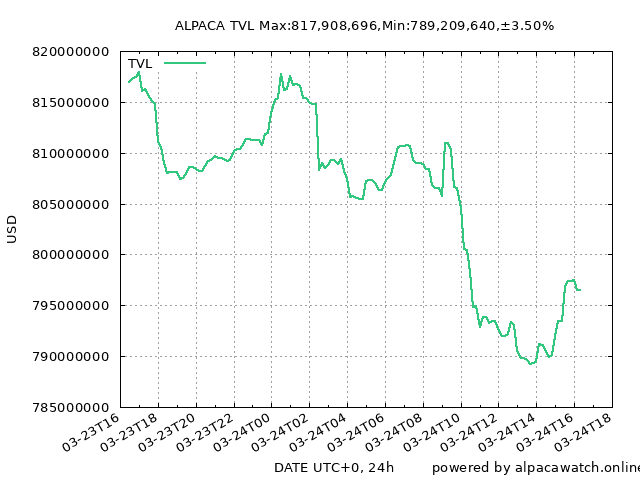 ALPACA TVL Max:817,908,696,Min:789,209,640,±3.50%
TVL
820000000
815000000
810000000
805000000
800000000
795000000
790000000
785000000
USD
03-23T16
03-23T18
03-23T20
03-23T22
03-24T00
03-24T02
03-24T04
03-24T06
03-24T08
03-24T10
03-24T12
03-24T14
03-24T16
03-24T18
DATE UTC+0, 24h
powered by alpacawatch.online